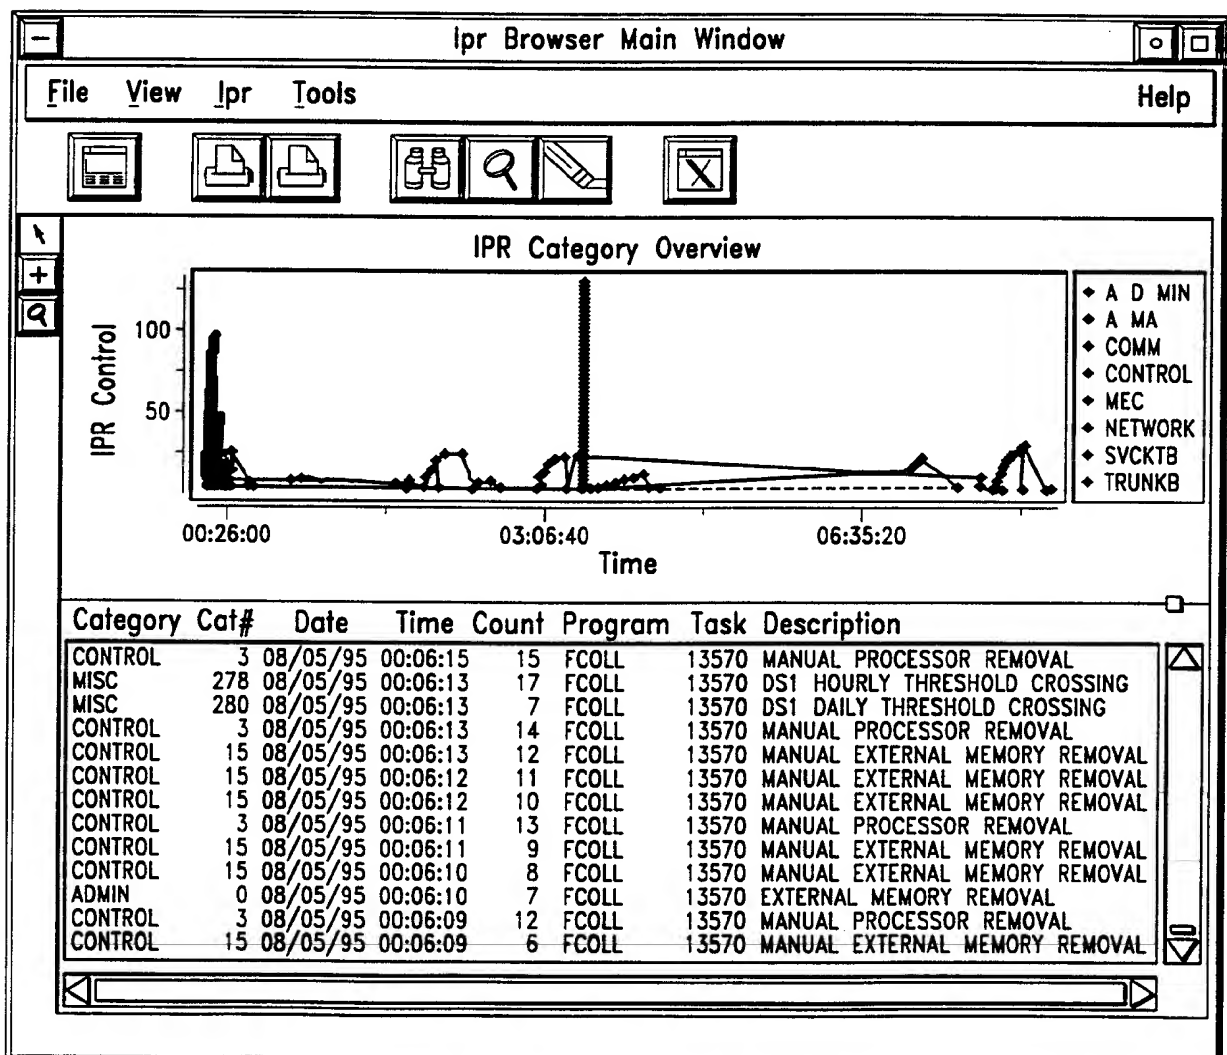 Ipr Browser Main Window
File View Ipr Tools Help
IPR Category Overview
IPR Control
100
50
00:26:00 03:06:40 06:35:20
Time
A D MIN
A MA
COMM
CONTROL
MEC
NETWORK
SVCKTB
TRUNKB
Category Cat# Date Time Count Program Task Description
CONTROL 3 08/05/95 00:06:15 15 FCOLL 13570 MANUAL PROCESSOR REMOVAL
MISC 278 08/05/95 00:06:13 17 FCOLL 13570 DS1 HOURLY THRESHOLD CROSSING
MISC 280 08/05/95 00:06:13 7 FCOLL 13570 DS1 DAILY THRESHOLD CROSSING
CONTROL 3 08/05/95 00:06:13 14 FCOLL 13570 MANUAL PROCESSOR REMOVAL
CONTROL 15 08/05/95 00:06:13 12 FCOLL 13570 MANUAL EXTERNAL MEMORY REMOVAL
CONTROL 15 08/05/95 00:06:12 11 FCOLL 13570 MANUAL EXTERNAL MEMORY REMOVAL
CONTROL 15 08/05/95 00:06:12 10 FCOLL 13570 MANUAL EXTERNAL MEMORY REMOVAL
CONTROL 3 08/05/95 00:06:11 13 FCOLL 13570 MANUAL PROCESSOR REMOVAL
CONTROL 15 08/05/95 00:06:11 9 FCOLL 13570 MANUAL EXTERNAL MEMORY REMOVAL
CONTROL 15 08/05/95 00:06:10 8 FCOLL 13570 MANUAL EXTERNAL MEMORY REMOVAL
ADMIN 0 08/05/95 00:06:10 7 FCOLL 13570 EXTERNAL MEMORY REMOVAL
CONTROL 3 08/05/95 00:06:09 12 FCOLL 13570 MANUAL PROCESSOR REMOVAL
CONTROL 15 08/05/95 00:06:09 6 FCOLL 13570 MANUAL EXTERNAL MEMORY REMOVAL